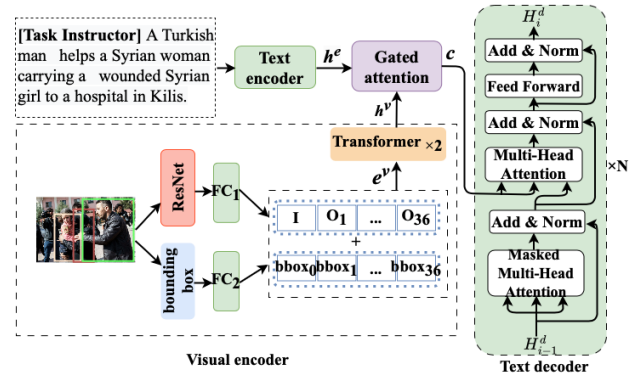 [Task Instructor] A Turkish
man helps a Syrian woman
carrying a wounded Syrian
girl to a hospital in Kilis.
Text
encoder
h^e
Gated
attention
c
h^v
Transformer ×2
e^v
ResNet
FC1
I O1 ... O36
+
bounding
box
FC2
bbox0 bbox1 ... bbox36
Visual encoder
H_i^d
Add & Norm
Feed Forward
Add & Norm
Multi-Head
Attention
×N
Add & Norm
Masked
Multi-Head
Attention
H_{i-1}^d
Text decoder